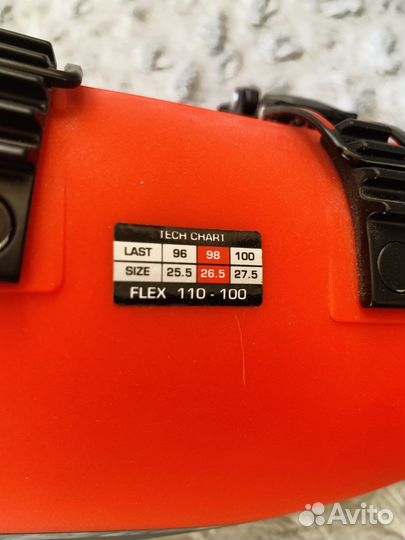 TECH CHART
LAST 96 98 100
SIZE 25.5 26.5 27.5
FLEX 110 - 100
Avito